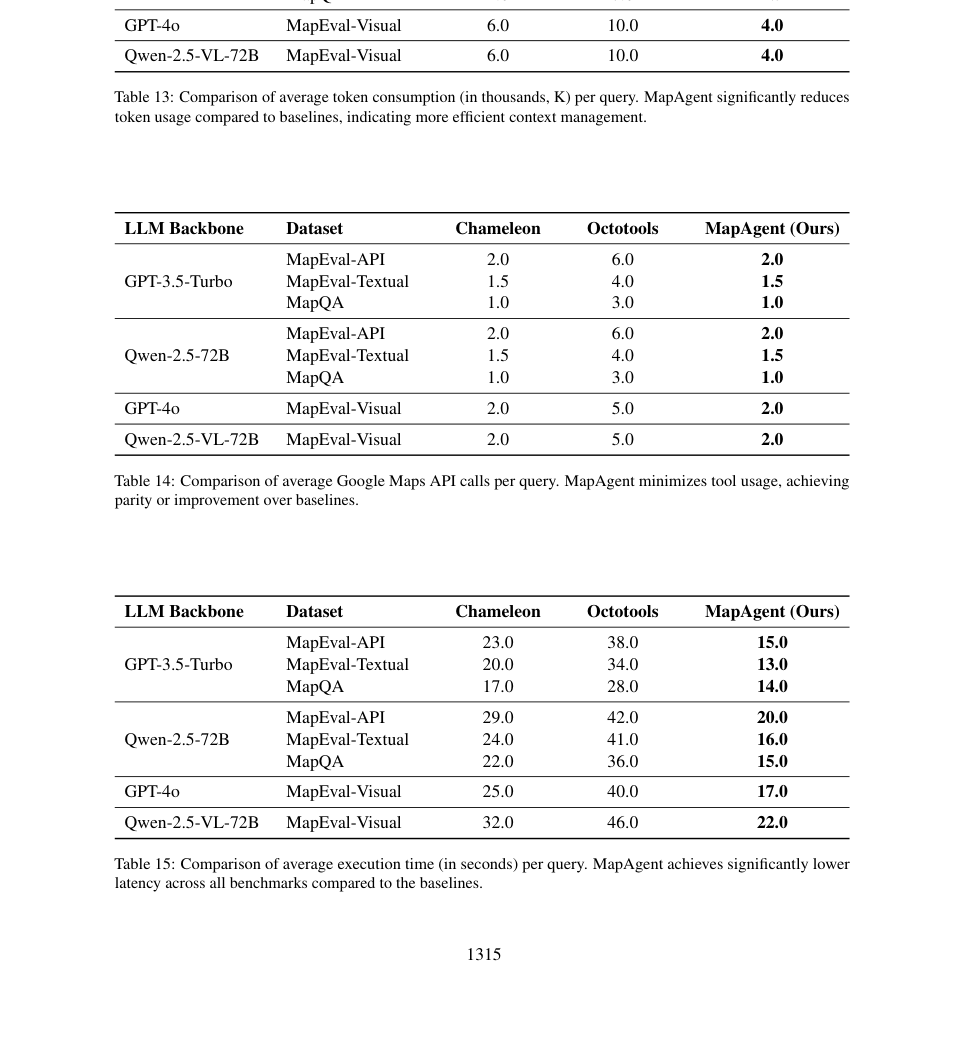 GPT-4o MapEval-Visual 6.0 10.0 4.0
Qwen-2.5-VL-72B MapEval-Visual 6.0 10.0 4.0
Table 13: Comparison of average token consumption (in thousands, K) per query. MapAgent significantly reduces
token usage compared to baselines, indicating more efficient context management.
LLM Backbone Dataset Chameleon Octotools MapAgent (Ours)
MapEval-API 2.0 6.0 2.0
GPT-3.5-Turbo MapEval-Textual 1.5 4.0 1.5
MapQA 1.0 3.0 1.0
MapEval-API 2.0 6.0 2.0
Qwen-2.5-72B MapEval-Textual 1.5 4.0 1.5
MapQA 1.0 3.0 1.0
GPT-4o MapEval-Visual 2.0 5.0 2.0
Qwen-2.5-VL-72B MapEval-Visual 2.0 5.0 2.0
Table 14: Comparison of average Google Maps API calls per query. MapAgent minimizes tool usage, achieving
parity or improvement over baselines.
LLM Backbone Dataset Chameleon Octotools MapAgent (Ours)
MapEval-API 23.0 38.0 15.0
GPT-3.5-Turbo MapEval-Textual 20.0 34.0 13.0
MapQA 17.0 28.0 14.0
MapEval-API 29.0 42.0 20.0
Qwen-2.5-72B MapEval-Textual 24.0 41.0 16.0
MapQA 22.0 36.0 15.0
GPT-4o MapEval-Visual 25.0 40.0 17.0
Qwen-2.5-VL-72B MapEval-Visual 32.0 46.0 22.0
Table 15: Comparison of average execution time (in seconds) per query. MapAgent achieves significantly lower
latency across all benchmarks compared to the baselines.
1315